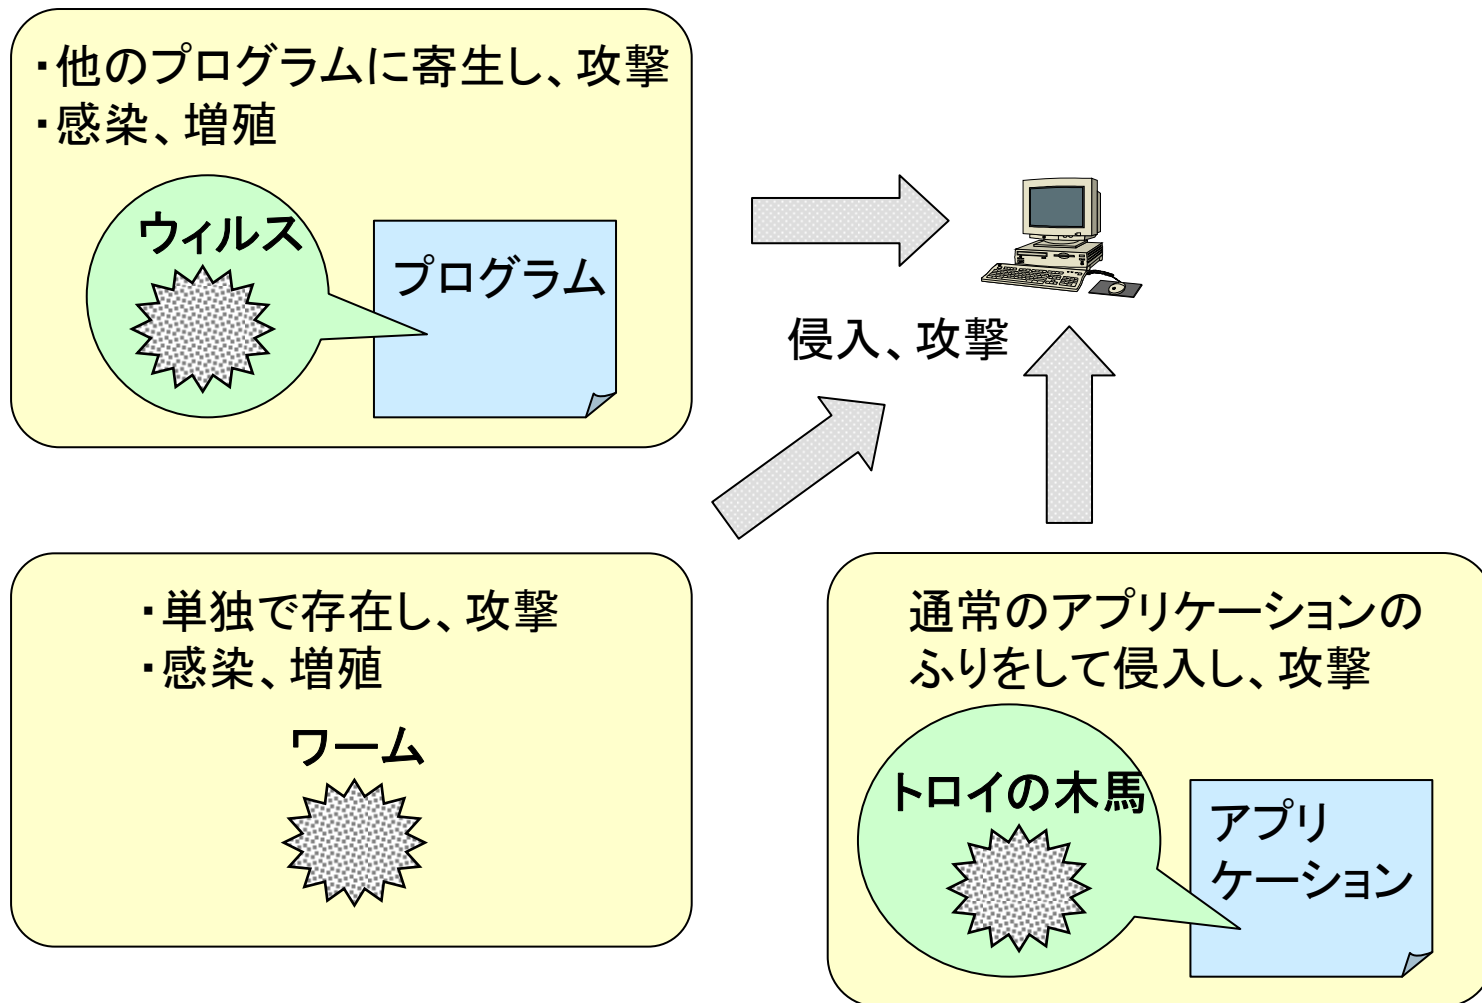 ・他のプログラムに寄生し、攻撃
・感染、増殖
ウィルス
プログラム
侵入、攻撃
・単独で存在し、攻撃
・感染、増殖
ワーム
通常のアプリケーションの
ふりをして侵入し、攻撃
トロイの木馬
アプリ
ケーション